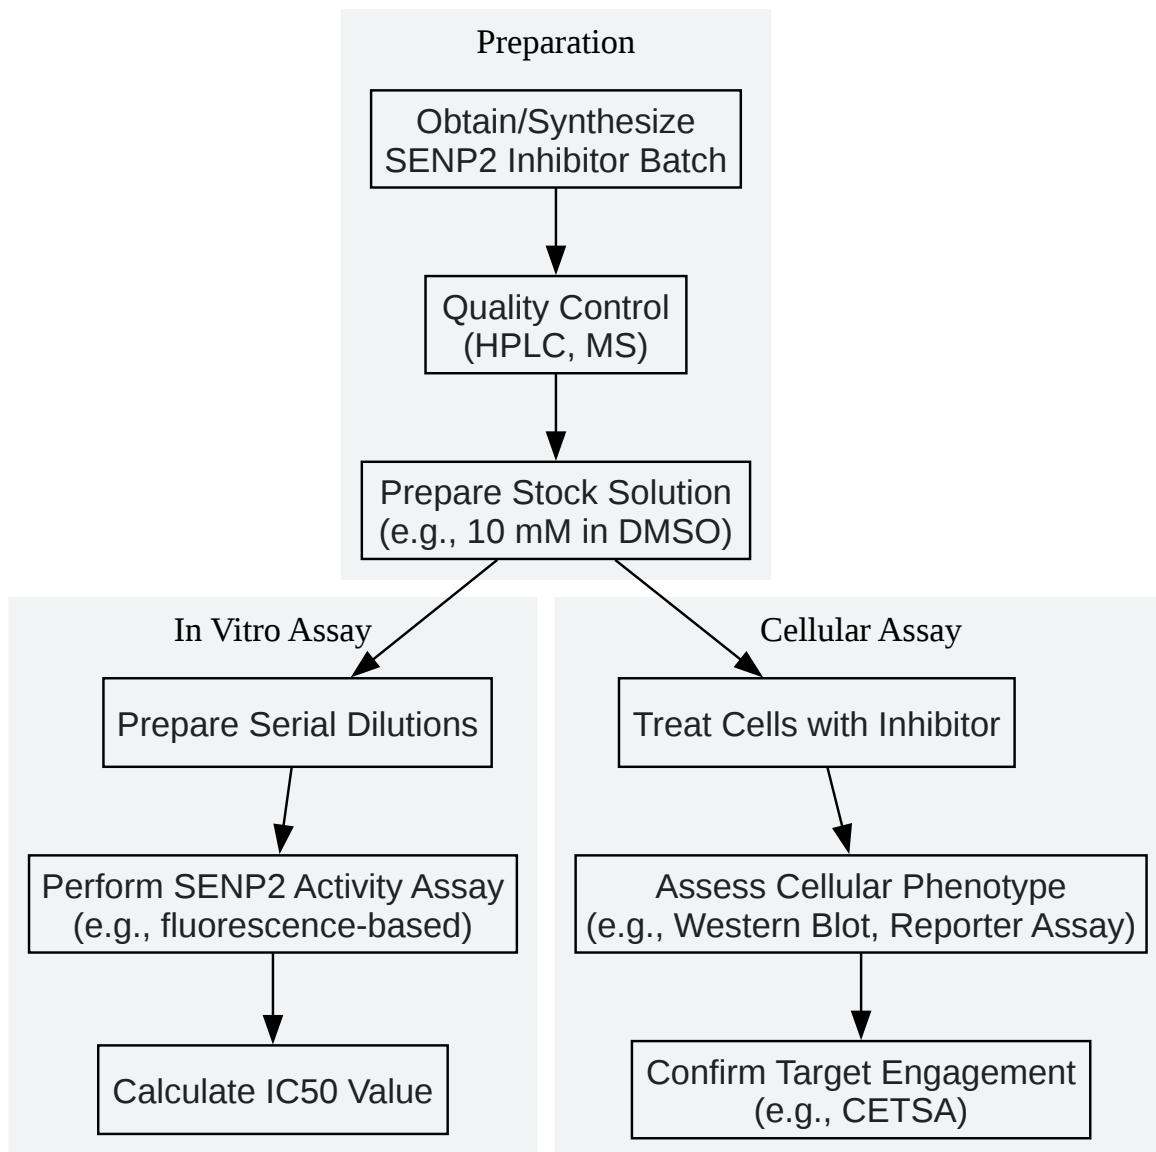 Preparation
Obtain/Synthesize
SENP2 Inhibitor Batch
Quality Control
(HPLC, MS)
Prepare Stock Solution
(e.g., 10 mM in DMSO)
In Vitro Assay
Prepare Serial Dilutions
Perform SENP2 Activity Assay
(e.g., fluorescence-based)
Calculate IC50 Value
Cellular Assay
Treat Cells with Inhibitor
Assess Cellular Phenotype
(e.g., Western Blot, Reporter Assay)
Confirm Target Engagement
(e.g., CETSA)